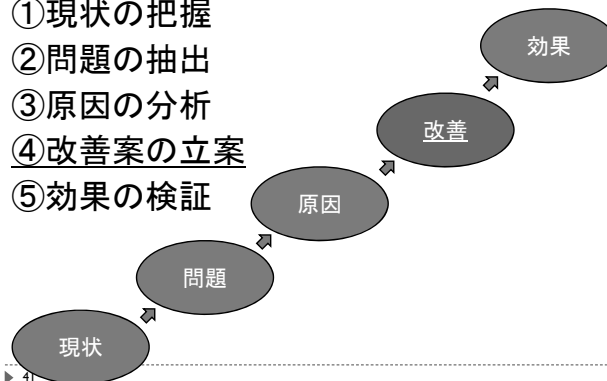 ①現状の把握
②問題の抽出
③原因の分析
④改善案の立案
⑤効果の検証
効果
改善
原因
問題
現状